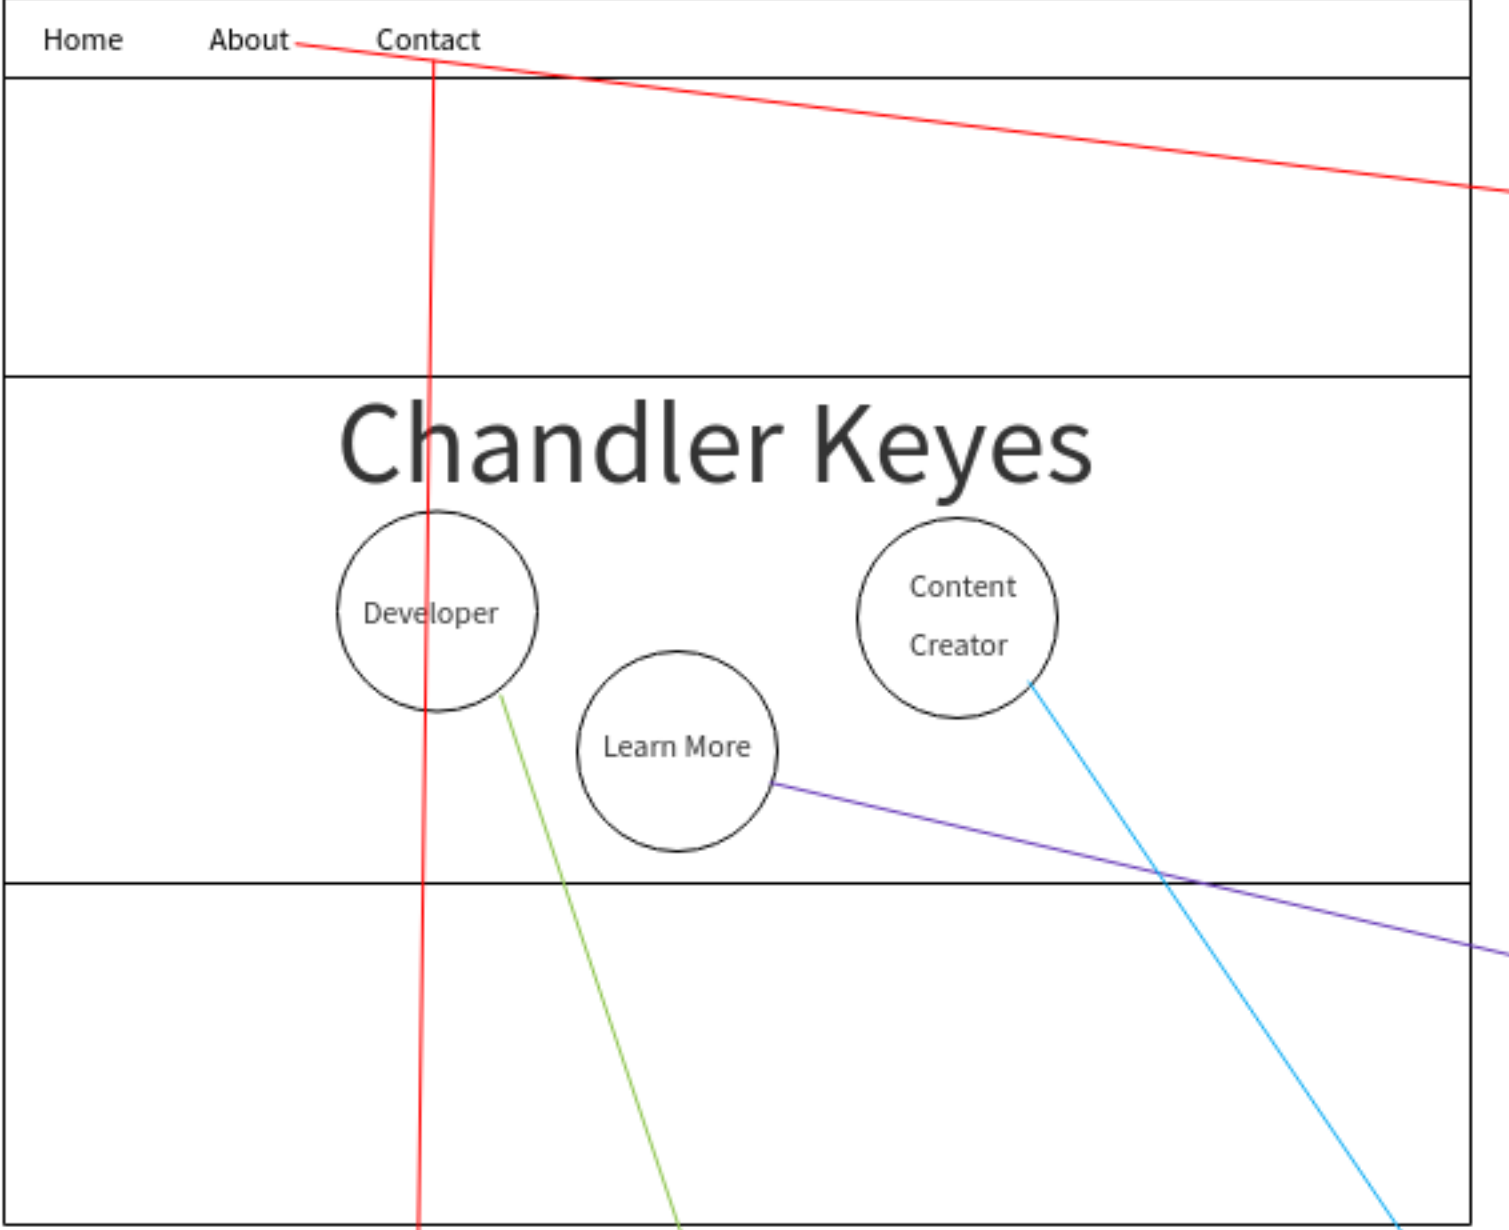 Home About Contact
Chandler Keyes
Developer
Content
Creator
Learn More